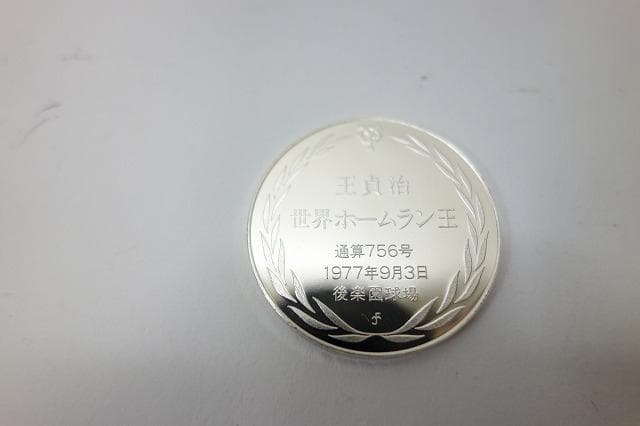 王貞治
世界ホームラン王
通算756号
1977年9月3日
後楽園球場